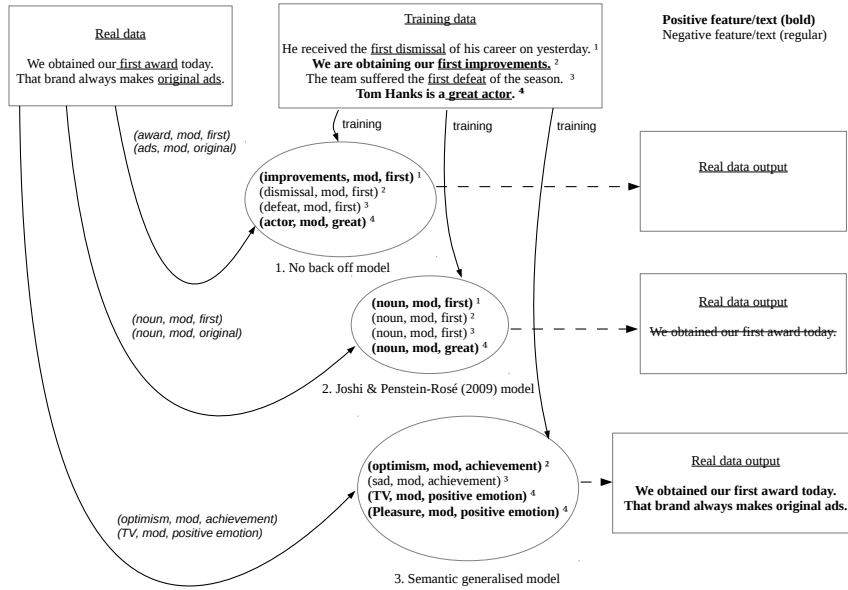 Real data
We obtained our first award today.
That brand always makes original ads.
Training data
He received the first dismissal of his career on yesterday. ¹
We are obtaining our first improvements. ²
The team suffered the first defeat of the season. ³
Tom Hanks is a great actor. ⁴
Positive feature/text (bold)
Negative feature/text (regular)
training
training
training
(award, mod, first)
(ads, mod, original)
(improvements, mod, first) ¹
(dismissal, mod, first) ²
(defeat, mod, first) ³
(actor, mod, great) ⁴
1. No back off model
Real data output
(noun, mod, first)
(noun, mod, original)
(noun, mod, first) ¹
(noun, mod, first) ²
(noun, mod, first) ³
(noun, mod, great) ⁴
2. Joshi & Penstein-Rosé (2009) model
Real data output
We obtained our first award today.
(optimism, mod, achievement)
(TV, mod, positive emotion)
(optimism, mod, achievement) ²
(sad, mod, achievement) ³
(TV, mod, positive emotion) ⁴
(Pleasure, mod, positive emotion) ⁴
3. Semantic generalised model
Real data output
We obtained our first award today.
That brand always makes original ads.